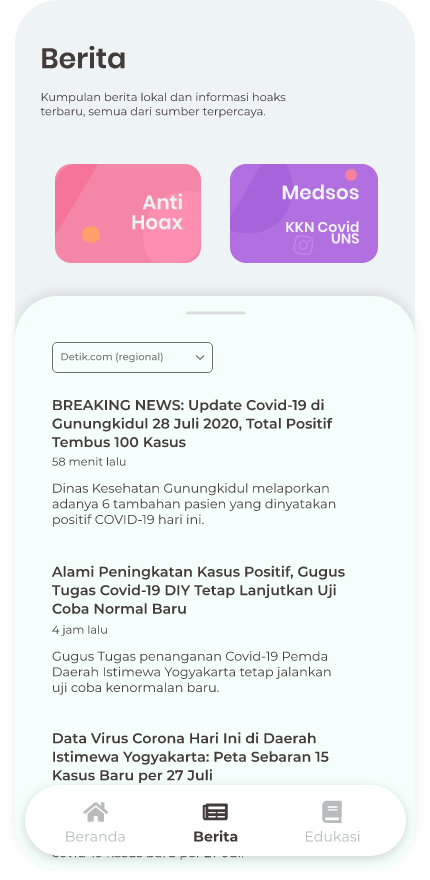 Berita
Kumpulan berita lokal dan informasi hoaks
terbaru, semua dari sumber terpercaya.
Anti
Hoax
Medsos
KKN Covid
UNS
Detik.com (regional)
BREAKING NEWS: Update Covid-19 di
Gunungkidul 28 Juli 2020, Total Positif
Tembus 100 Kasus
58 menit lalu
Dinas Kesehatan Gunungkidul melaporkan
adanya 6 tambahan pasien yang dinyatakan
positif COVID-19 hari ini.
Alami Peningkatan Kasus Positif, Gugus
Tugas Covid-19 DIY Tetap Lanjutkan Uji
Coba Normal Baru
4 jam lalu
Gugus Tugas penanganan Covid-19 Pemda
Daerah Istimewa Yogyakarta tetap jalankan
uji coba kenormalan baru.
Data Virus Corona Hari Ini di Daerah
Istimewa Yogyakarta: Peta Sebaran 15
Kasus Baru per 27 Juli
Beranda
Berita
Edukasi